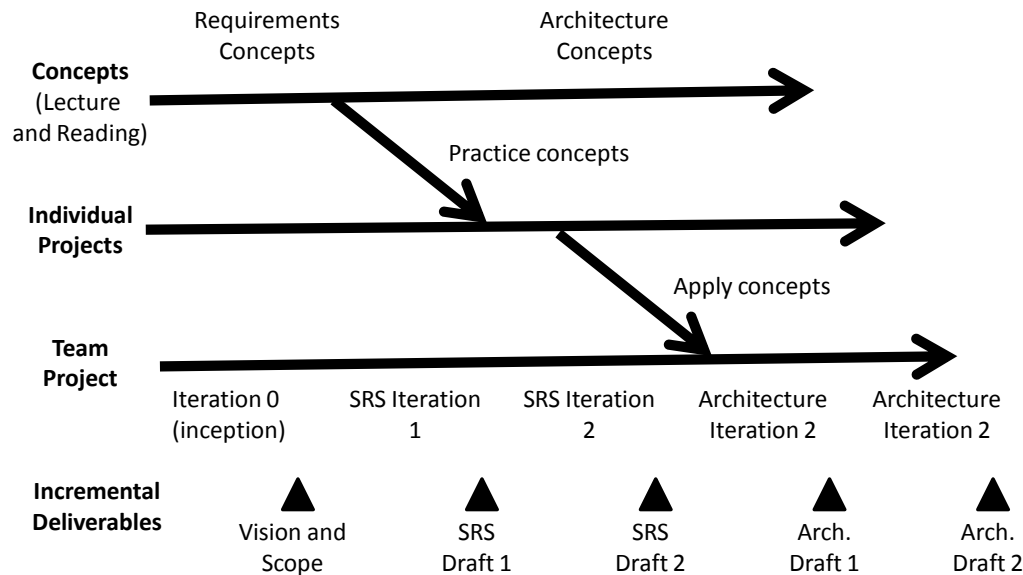 Requirements
Concepts
Architecture
Concepts
Concepts
(Lecture
and Reading)
Practice concepts
Individual
Projects
Apply concepts
Team
Project
Iteration 0
(inception)
SRS Iteration
1
SRS Iteration
2
Architecture
Iteration 2
Architecture
Iteration 2
Incremental
Deliverables
Vision and
Scope
SRS
Draft 1
SRS
Draft 2
Arch.
Draft 1
Arch.
Draft 2